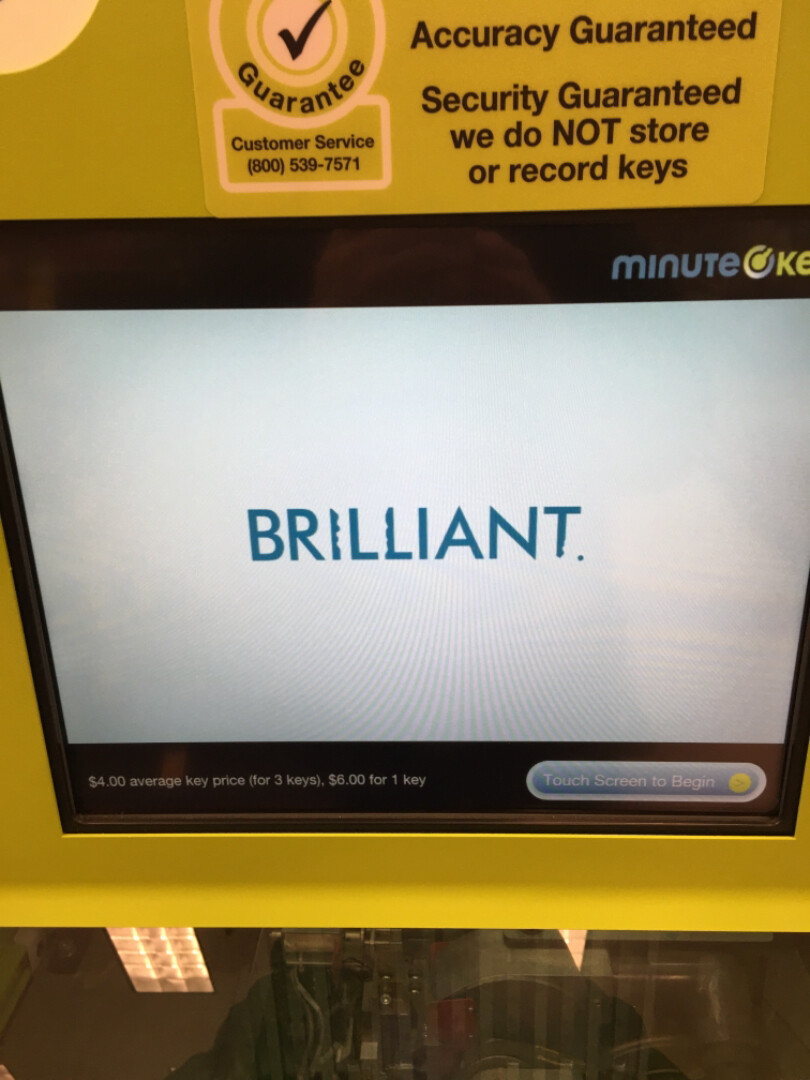 Guarantee
Customer Service
(800) 539-7571
Accuracy Guaranteed
Security Guaranteed
we do NOT store
or record keys
minute KE
BRILLIANT.
$4.00 average key price (for 3 keys), $6.00 for 1 key
Touch Screen to Begin >